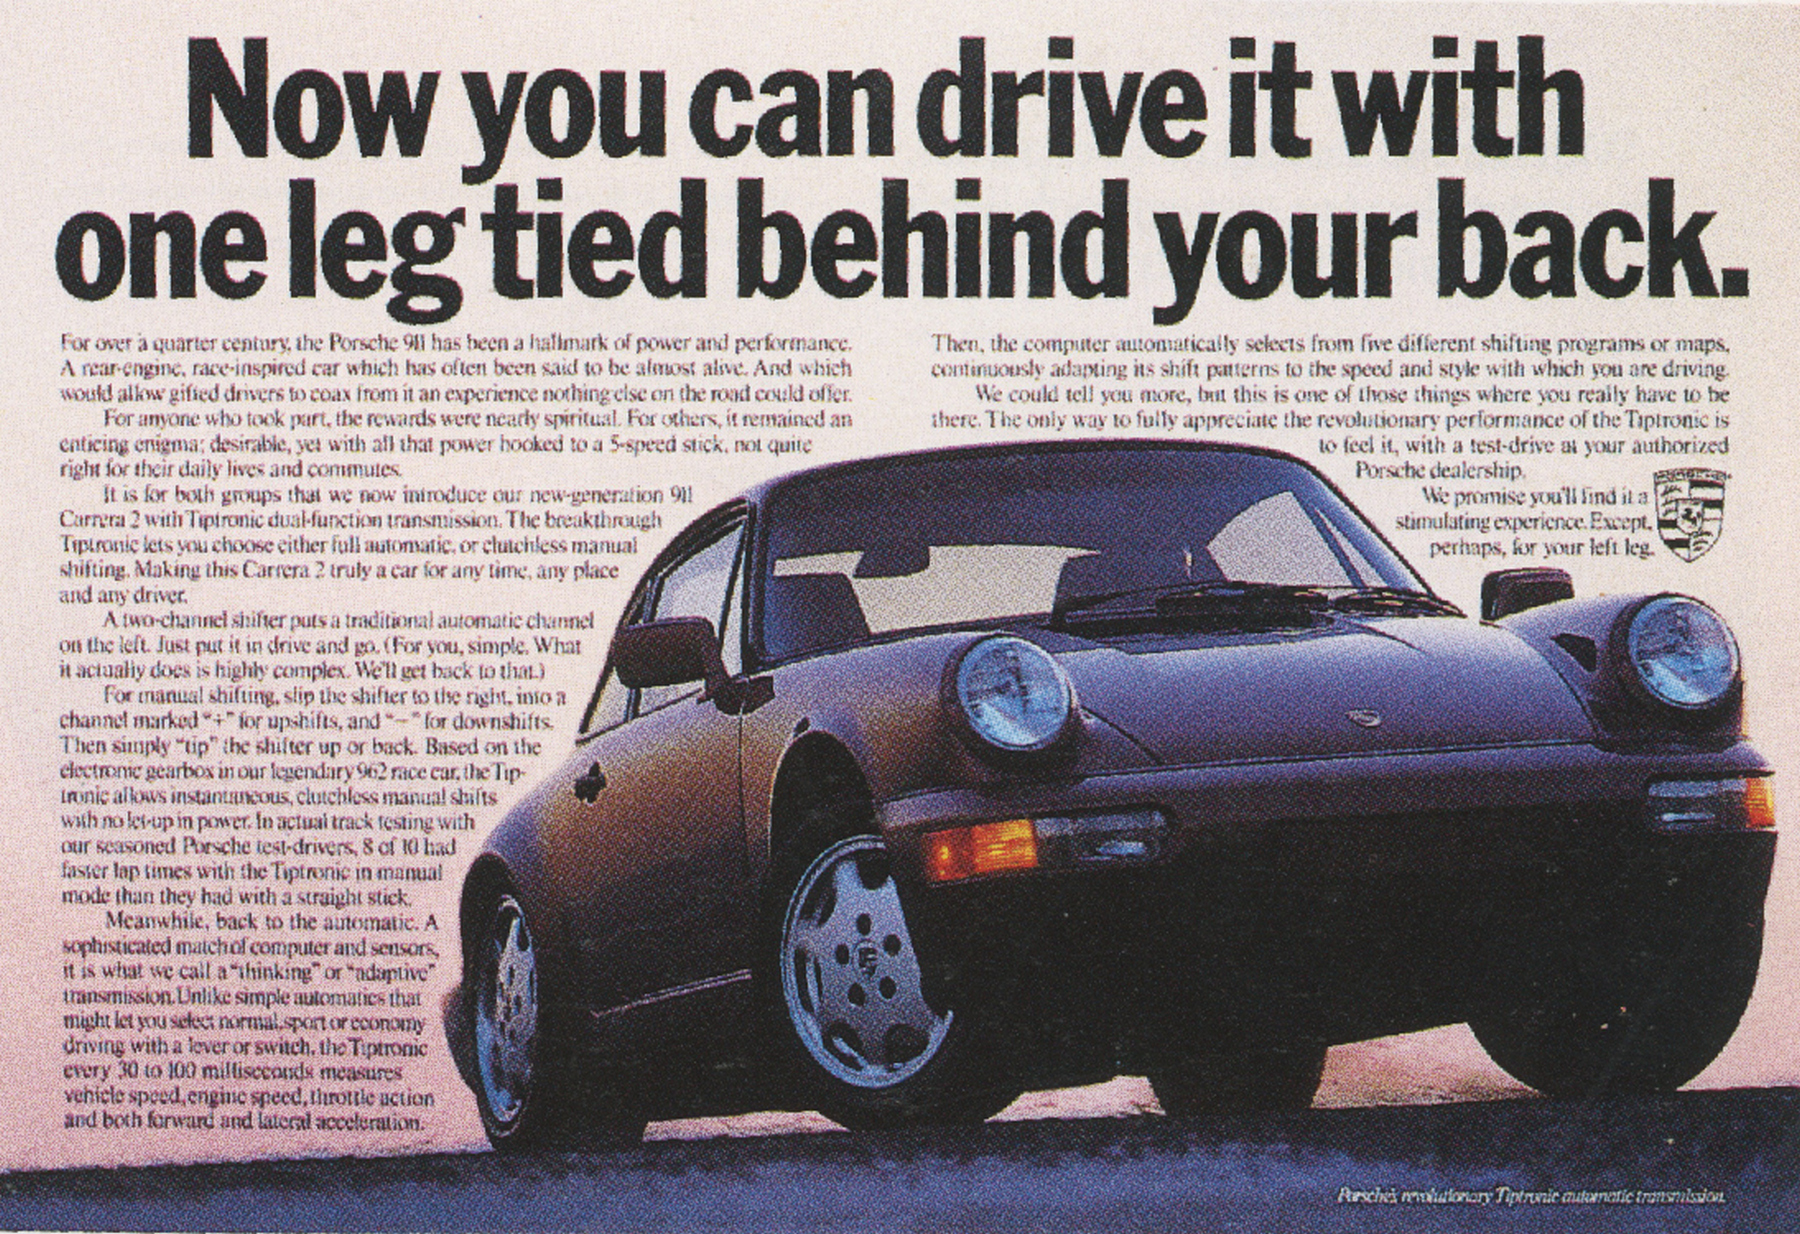 Now you can drive it with
one leg tied behind your back.
For over a quarter century, the Porsche 911 has been a hallmark of power and performance.
A rear-engine, race-inspired car which has often been said to be almost alive. And which
would allow gifted drivers to coax from it an experience nothing else on the road could offer.
For anyone who took part, the rewards were nearly spiritual. For others, it remained an
enticing enigma; desirable, yet with all that power hooked to a 5-speed stick, not quite
right for their daily lives and commutes.
It is for both groups that we now introduce our new-generation 911
Carrera 2 with Tiptronic dual-function transmission. The breakthrough
Tiptronic lets you choose either full automatic, or clutchless manual
shifting. Making this Carrera 2 truly a car for any time, any place
and any driver.
A two-channel shifter puts a traditional automatic channel
on the left. Just put it in drive and go. (For you, simple. What
it actually does is highly complex. We'll get back to that.)
For manual shifting, slip the shifter to the right, into a
channel marked "+" for upshifts, and "−" for downshifts.
Then simply "tip" the shifter up or back. Based on the
electronic gearbox in our legendary 962 race car, the Tip-
tronic allows instantaneous, clutchless manual shifts
with no let-up in power. In actual track testing with
our seasoned Porsche test-drivers, 8 of 10 had
faster lap times with the Tiptronic in manual
mode than they had with a straight stick.
Meanwhile, back to the automatic. A
sophisticated match of computer and sensors,
it is what we call a "thinking" or "adaptive"
transmission. Unlike simple automatics that
might let you select normal, sport or economy
driving with a lever or switch, the Tiptronic
every 30 to 100 milliseconds measures
vehicle speed, engine speed, throttle action
and both forward and lateral acceleration.
Then, the computer automatically selects from five different shifting programs or maps,
continuously adapting its shift patterns to the speed and style with which you are driving.
We could tell you more, but this is one of those things where you really have to be
there. The only way to fully appreciate the revolutionary performance of the Tiptronic is
to feel it, with a test-drive at your authorized
Porsche dealership.
We promise you'll find it a
stimulating experience. Except,
perhaps, for your left leg.
PORSCHE
Porsche's revolutionary Tiptronic automatic transmission.